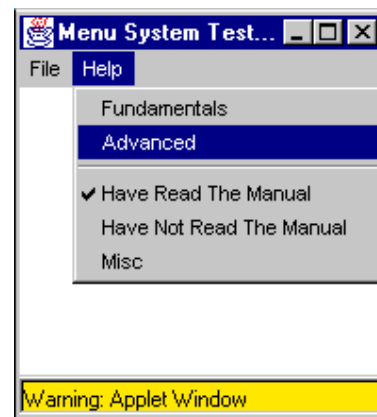 Menu System Test...
File Help
Fundamentals
Advanced
Have Read The Manual
Have Not Read The Manual
Misc
Warning: Applet Window